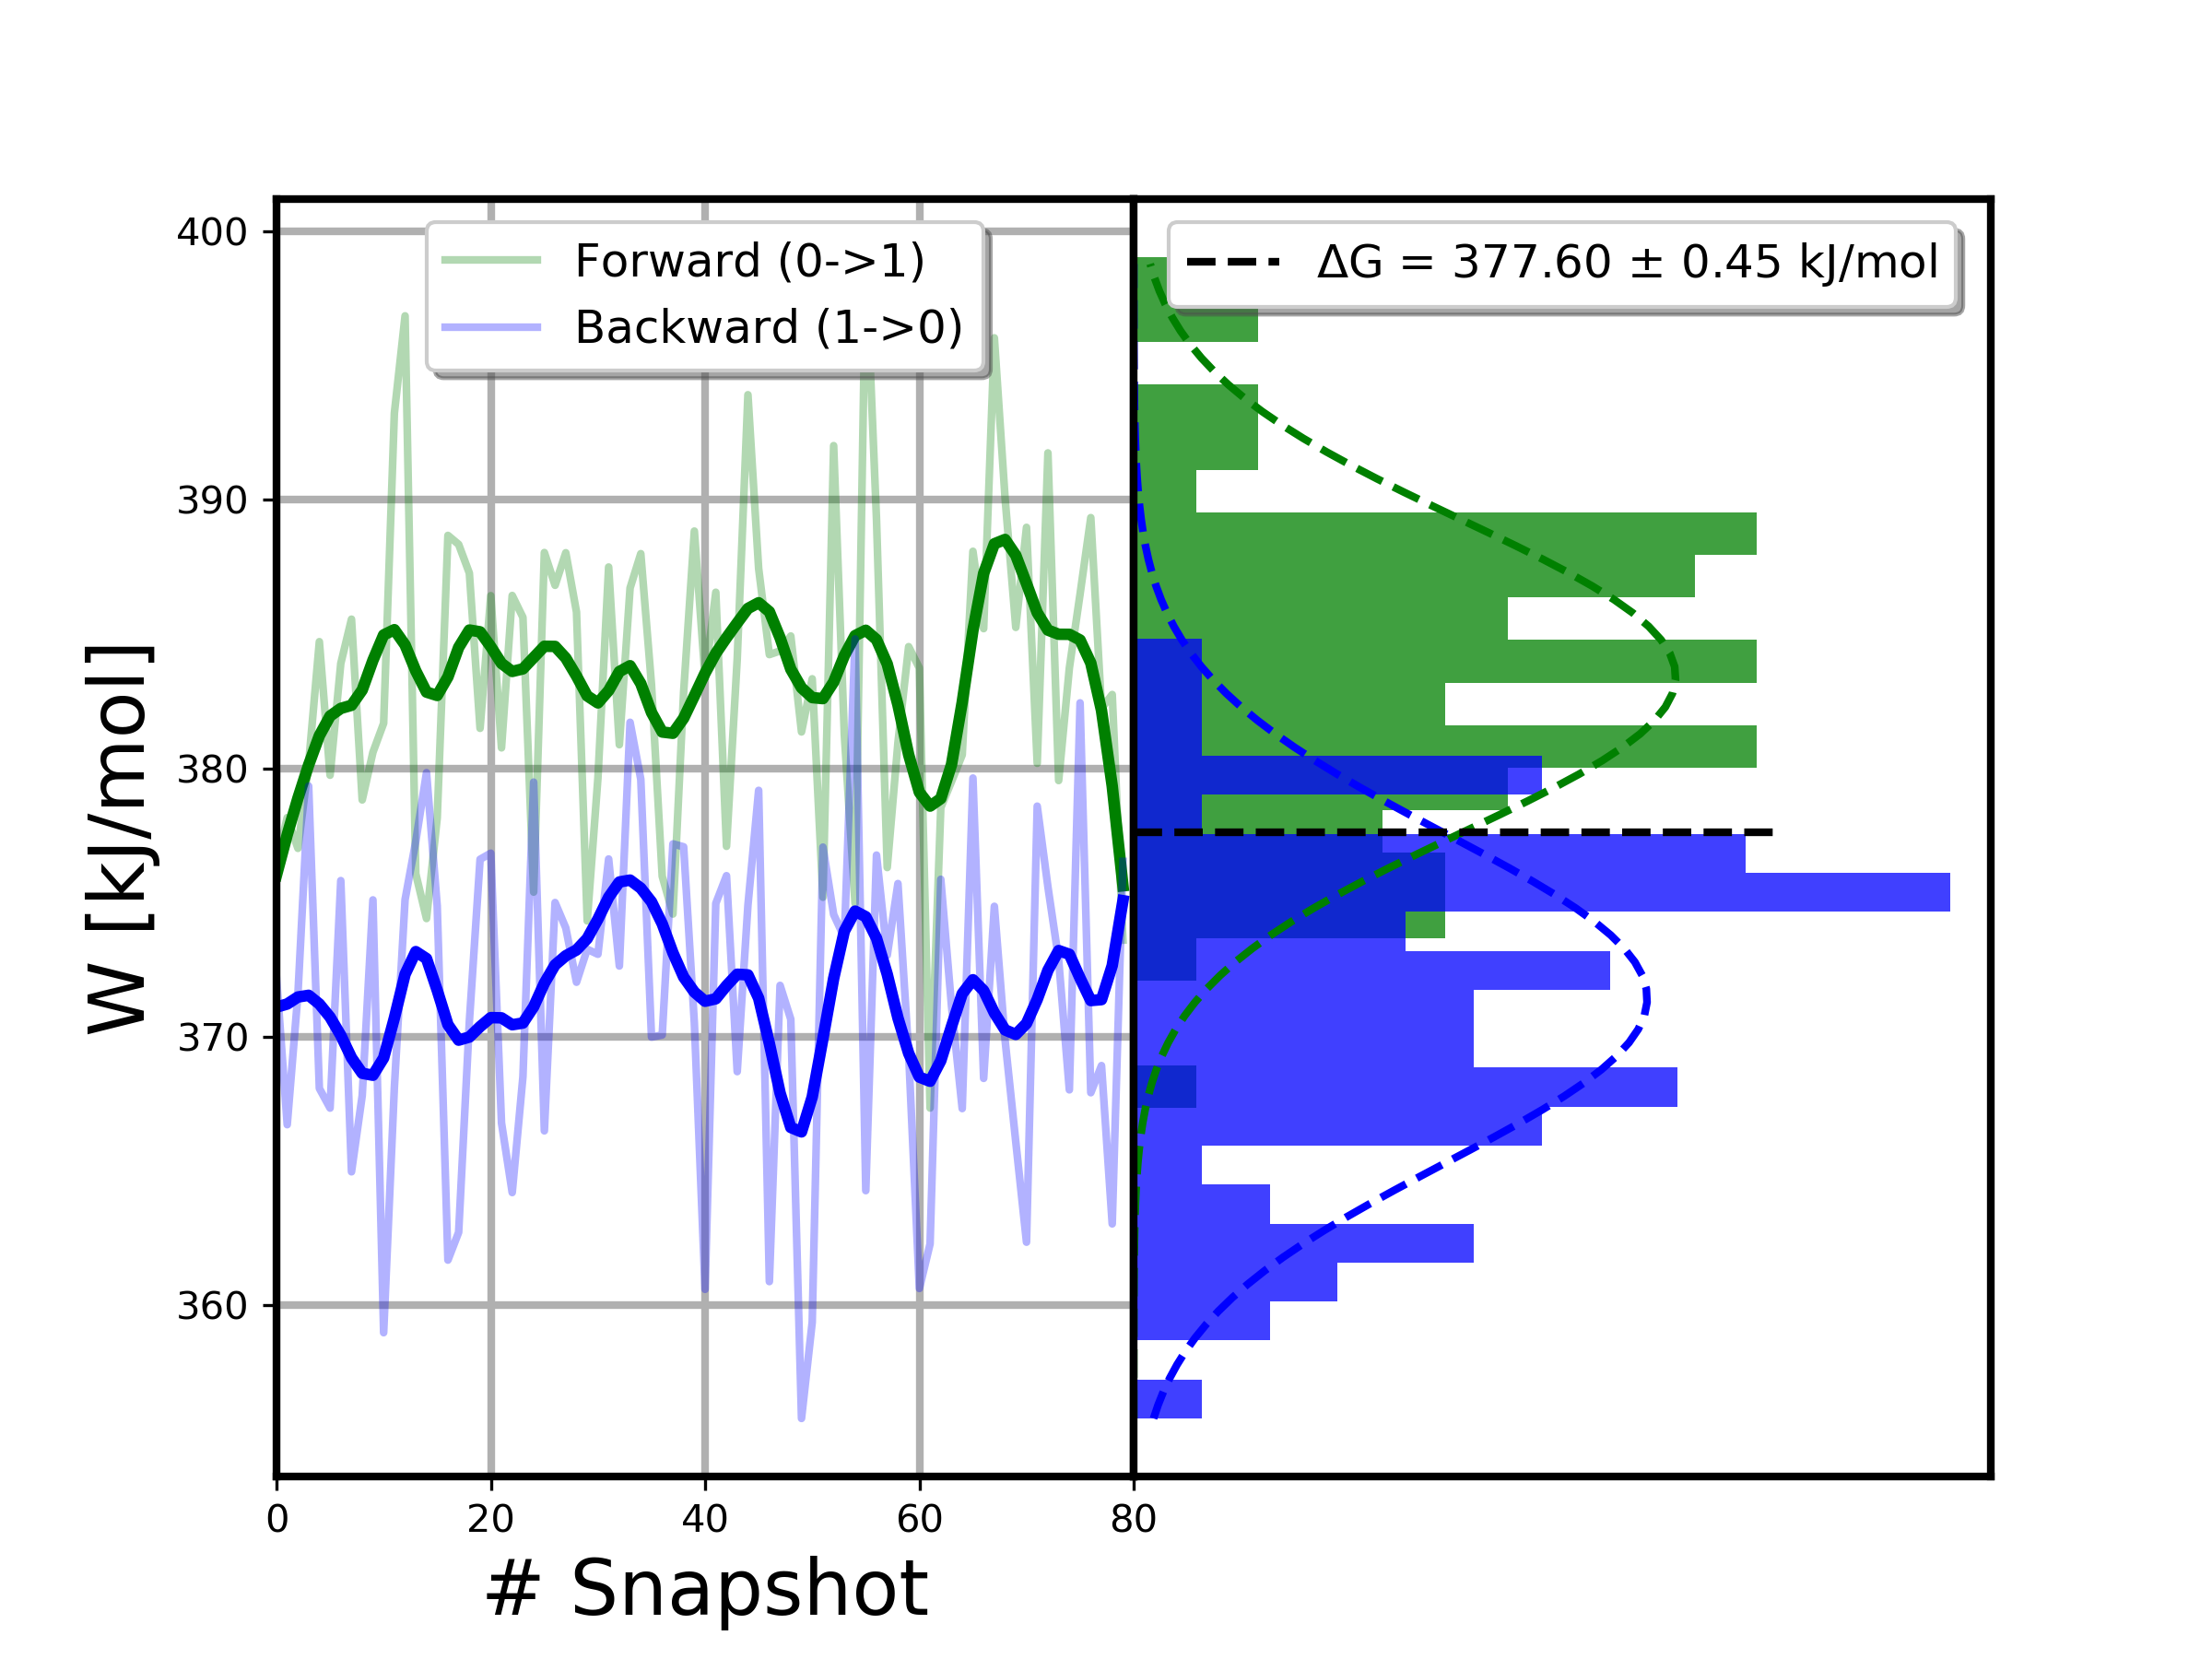 Forward (0->1)
Backward (1->0)
ΔG = 377.60 ± 0.45 kJ/mol
W [kJ/mol]
400
390
380
370
360
0 20 40 60 80
# Snapshot